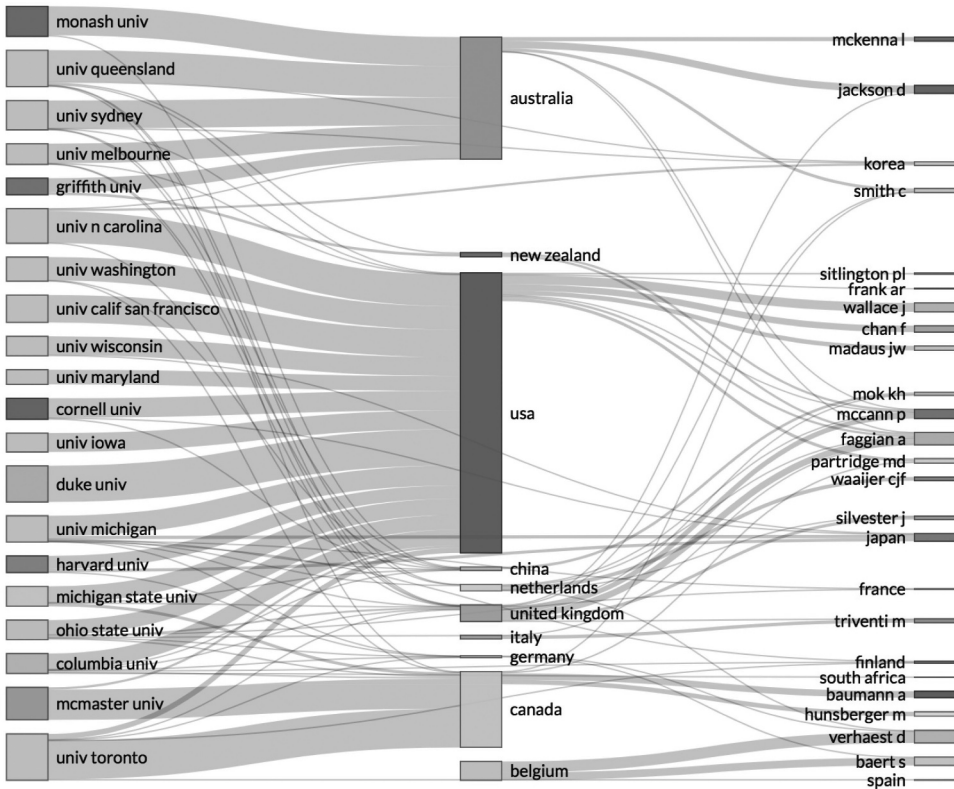 monash univ
univ queensland
univ sydney
univ melbourne
griffith univ
univ n carolina
univ washington
univ calif san francisco
univ wisconsin
univ maryland
cornell univ
univ iowa
duke univ
univ michigan
harvard univ
michigan state univ
ohio state univ
columbia univ
mcmaster univ
univ toronto
australia
new zealand
usa
china
netherlands
united kingdom
italy
germany
canada
belgium
mckenna l
jackson d
korea
smith c
sitlington pl
frank ar
wallace j
chan f
madaus jw
mok kh
mccann p
faggian a
partridge md
waaijer cjf
silvester j
japan
france
triventi m
finland
south africa
baumann a
hunsberger m
verhaest d
baert s
spain